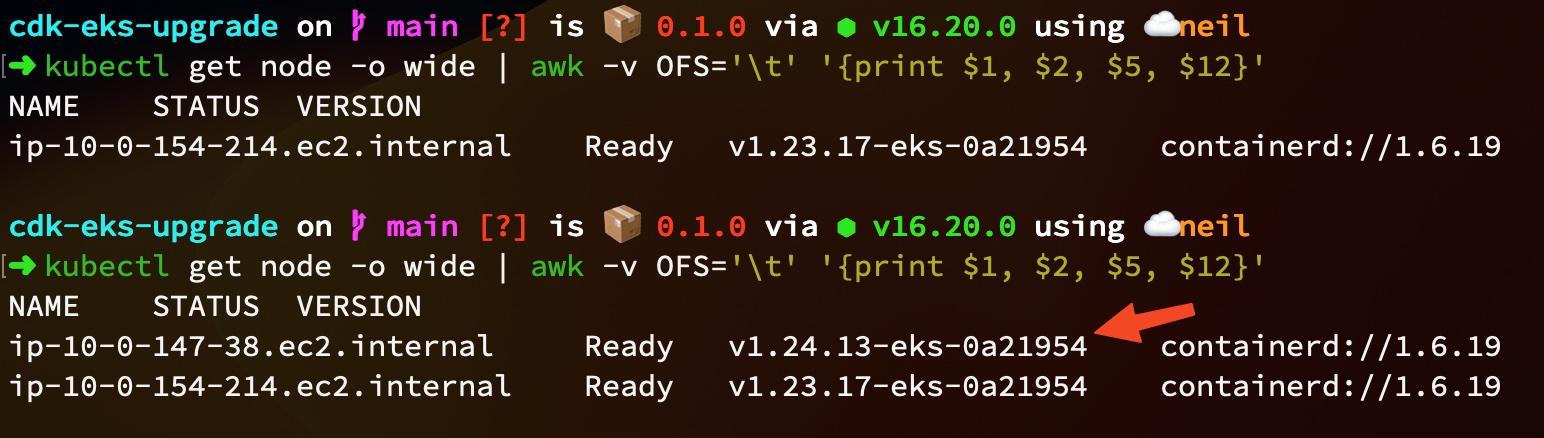 cdk-eks-upgrade on main [?] is 📦 0.1.0 via ⬢ v16.20.0 using ☁️neil
[➜ kubectl get node -o wide | awk -v OFS='\t' '{print $1, $2, $5, $12}'
NAME STATUS VERSION
ip-10-0-154-214.ec2.internal Ready v1.23.17-eks-0a21954 containerd://1.6.19
cdk-eks-upgrade on main [?] is 📦 0.1.0 via ⬢ v16.20.0 using ☁️neil
[➜ kubectl get node -o wide | awk -v OFS='\t' '{print $1, $2, $5, $12}'
NAME STATUS VERSION
ip-10-0-147-38.ec2.internal Ready v1.24.13-eks-0a21954 containerd://1.6.19
ip-10-0-154-214.ec2.internal Ready v1.23.17-eks-0a21954 containerd://1.6.19